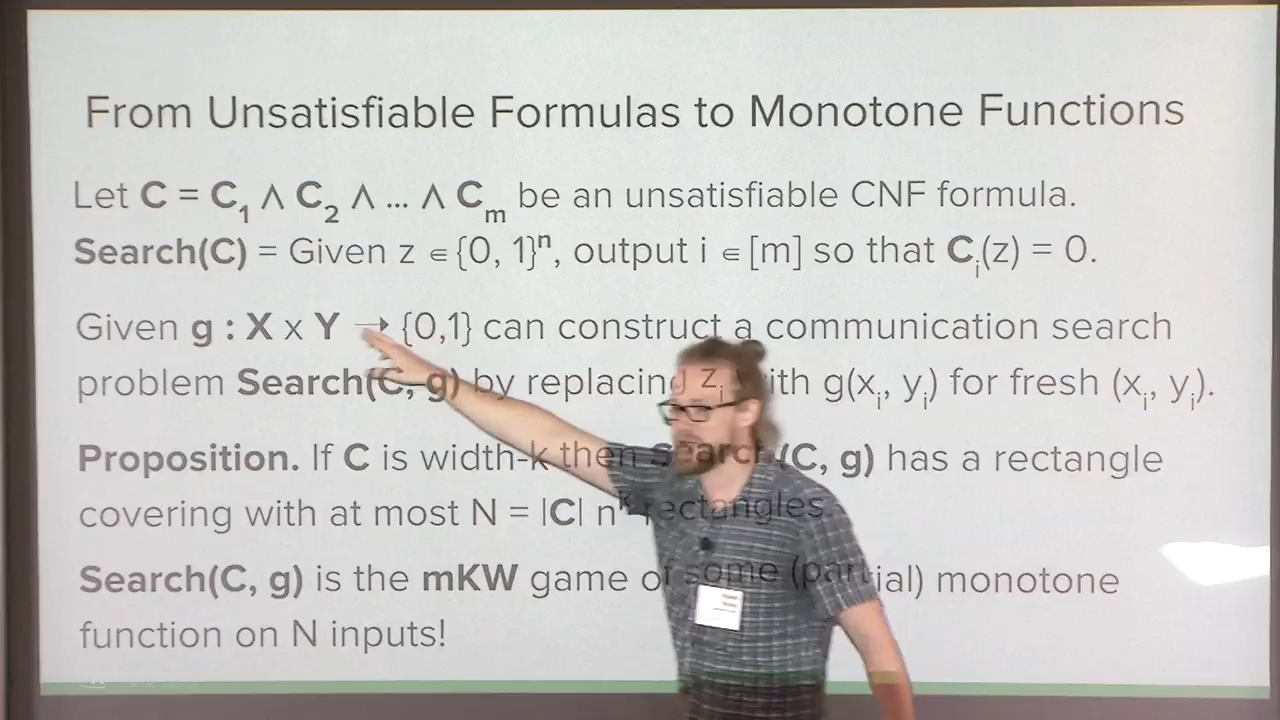 From Unsatisfiable Formulas to Monotone Functions
Let C = C₁ ∧ C₂ ∧ ... ∧ Cₘ be an unsatisfiable CNF formula.
Search(C) = Given z ∈ {0, 1}ⁿ, output i ∈ [m] so that Cᵢ(z) = 0.
Given g : X x Y → {0,1} can construct a communication search
problem Search(C, g) by replacing zᵢ with g(xᵢ, yᵢ) for fresh (xᵢ, yᵢ).
Proposition. If C is width-k then Search(C, g) has a rectangle
covering with at most N = |C| nᵏ rectangles
Search(C, g) is the mKW game of some (partial) monotone
function on N inputs!